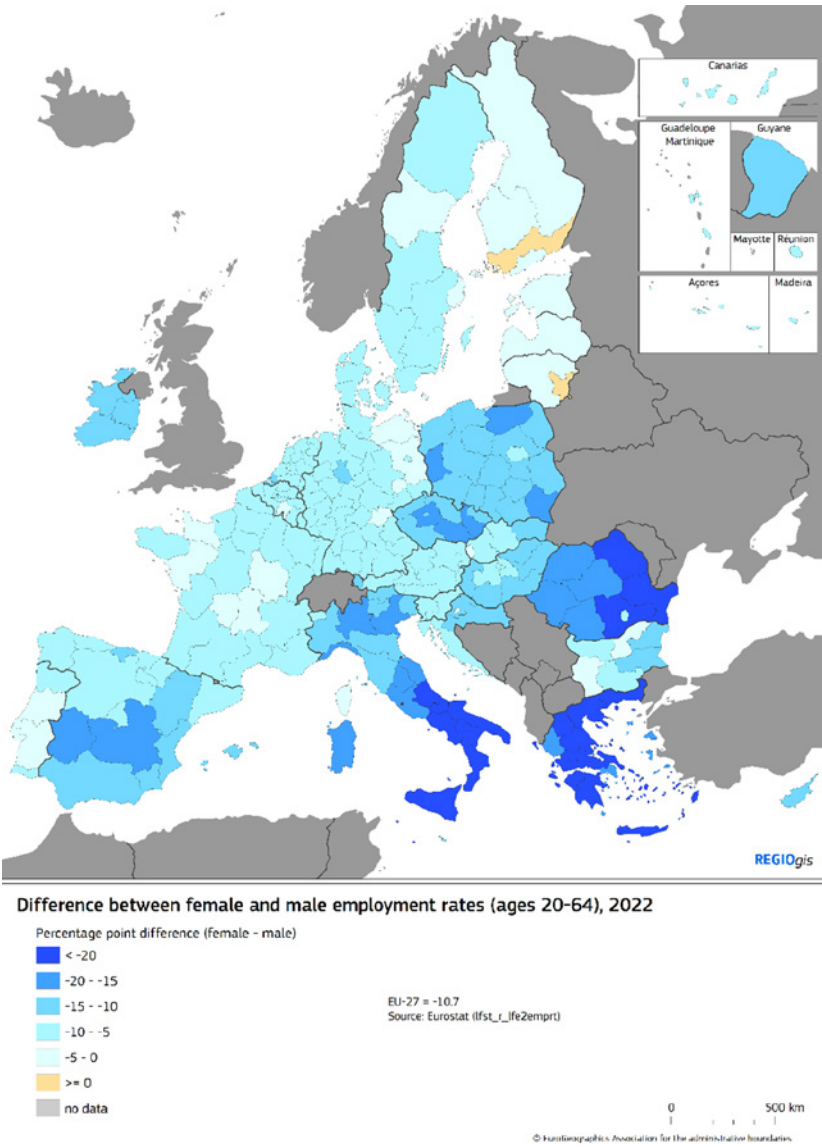 Canarias
Guadeloupe
Martinique
Guyane
Mayotte
Réunion
Açores
Madeira
REGIOgis
Difference between female and male employment rates (ages 20-64), 2022
Percentage point difference (female - male)
< -20
-20 - -15
-15 - -10
-10 - -5
-5 - 0
>= 0
no data
EU-27 = -10.7
Source: Eurostat (lfst_r_lfe2emprt)
0 500 km
© EuroGeographics Association for the administrative boundaries